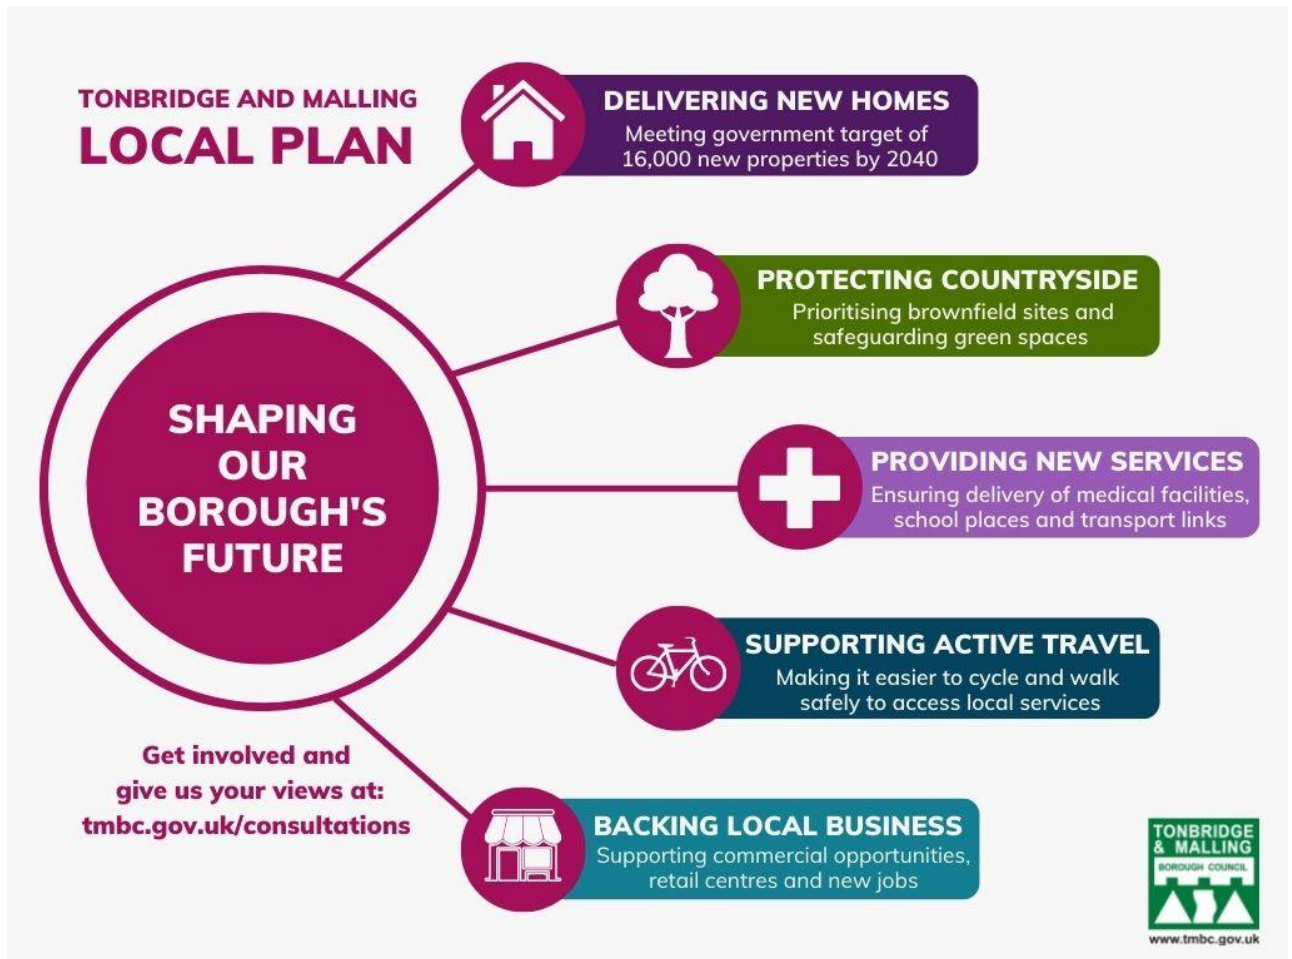 TONBRIDGE AND MALLING
LOCAL PLAN
SHAPING
OUR
BOROUGH'S
FUTURE
DELIVERING NEW HOMES
Meeting government target of
16,000 new properties by 2040
PROTECTING COUNTRYSIDE
Prioritising brownfield sites and
safeguarding green spaces
PROVIDING NEW SERVICES
Ensuring delivery of medical facilities,
school places and transport links
SUPPORTING ACTIVE TRAVEL
Making it easier to cycle and walk
safely to access local services
BACKING LOCAL BUSINESS
Supporting commercial opportunities,
retail centres and new jobs
Get involved and
give us your views at:
tmbc.gov.uk/consultations
TONBRIDGE
& MALLING
BOROUGH COUNCIL
www.tmbc.gov.uk